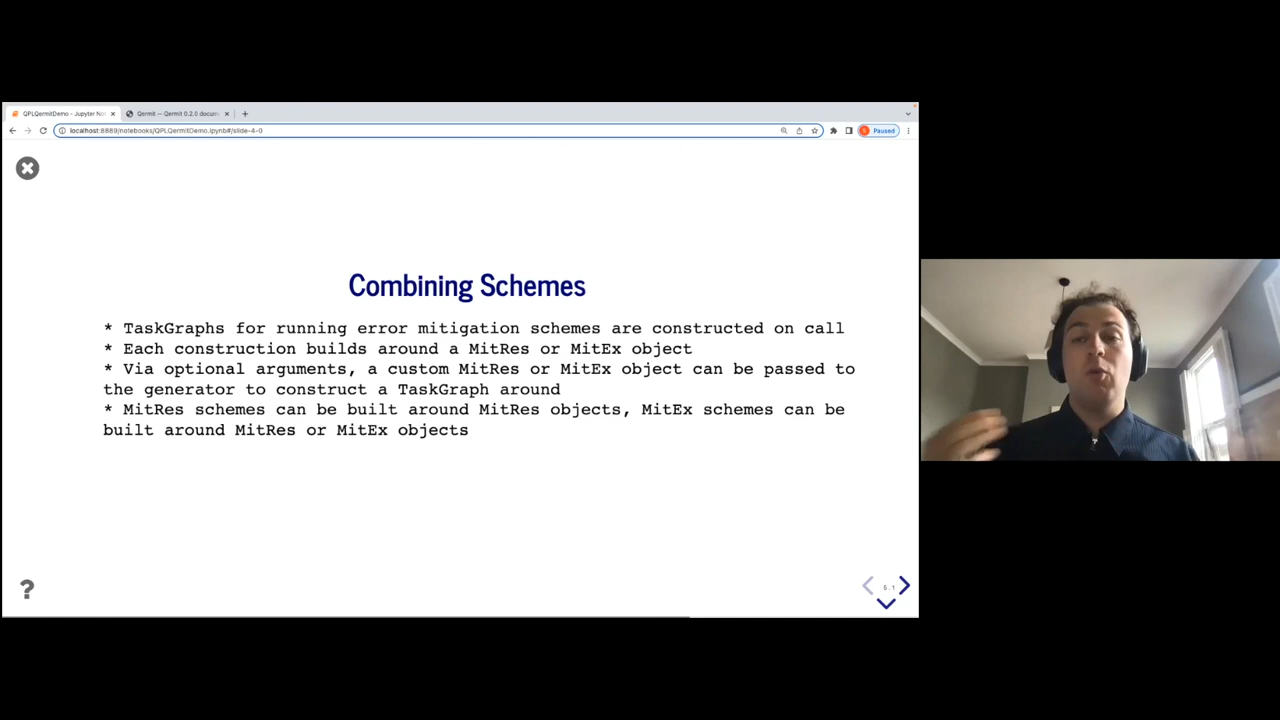 QPLQermitDemo - Jupyter No
Qermit — Qermit 0.2.0 docum
localhost:8889/notebooks/QPLQermitDemo.ipynb#/slide-4-0
Paused
Combining Schemes
* TaskGraphs for running error mitigation schemes are constructed on call
* Each construction builds around a MitRes or MitEx object
* Via optional arguments, a custom MitRes or MitEx object can be passed to
the generator to construct a TaskGraph around
* MitRes schemes can be built around MitRes objects, MitEx schemes can be
built around MitRes or MitEx objects
?